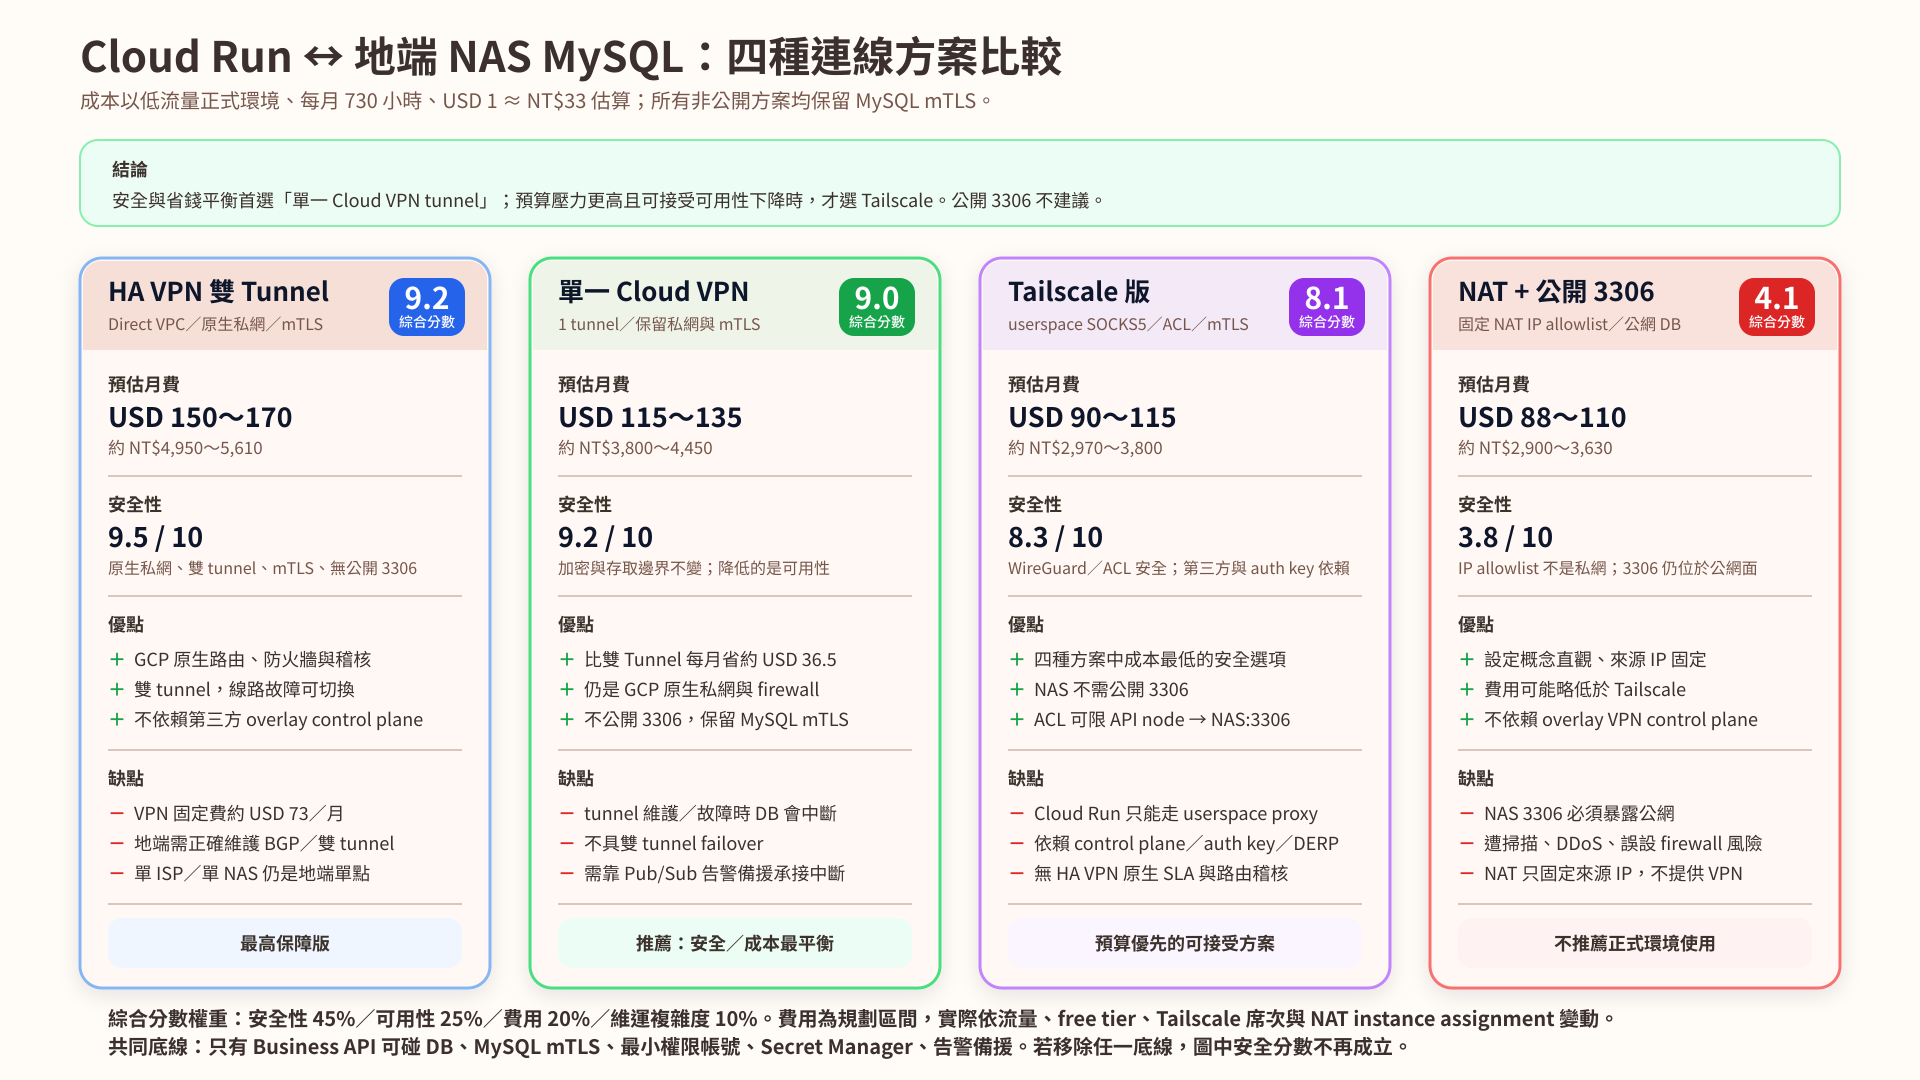 Cloud Run ↔ 地端 NAS MySQL：四種連線方案比較
成本以低流量正式環境、每月 730 小時、USD 1 ≈ NT$33 估算；所有非公開方案均保留 MySQL mTLS。
結論
安全與省錢平衡首選「單一 Cloud VPN tunnel」；預算壓力更高且可接受可用性下降時，才選 Tailscale。公開 3306 不建議。
HA VPN 雙 Tunnel
Direct VPC／原生私網／mTLS
9.2
綜合分數
預估月費
USD 150～170
約 NT$4,950～5,610
安全性
9.5 / 10
原生私網、雙 tunnel、mTLS、無公開 3306
優點
+ GCP 原生路由、防火牆與稽核
+ 雙 tunnel，線路故障可切換
+ 不依賴第三方 overlay control plane
缺點
− VPN 固定費約 USD 73／月
− 地端需正確維護 BGP／雙 tunnel
− 單 ISP／單 NAS 仍是地端單點
最高保障版
單一 Cloud VPN
1 tunnel／保留私網與 mTLS
9.0
綜合分數
預估月費
USD 115～135
約 NT$3,800～4,450
安全性
9.2 / 10
加密與存取邊界不變；降低的是可用性
優點
+ 比雙 Tunnel 每月省約 USD 36.5
+ 仍是 GCP 原生私網與 firewall
+ 不公開 3306，保留 MySQL mTLS
缺點
− tunnel 維護／故障時 DB 會中斷
− 不具雙 tunnel failover
− 需靠 Pub/Sub 告警備援承接中斷
推薦：安全／成本最平衡
Tailscale 版
userspace SOCKS5／ACL／mTLS
8.1
綜合分數
預估月費
USD 90～115
約 NT$2,970～3,800
安全性
8.3 / 10
WireGuard／ACL 安全；第三方與 auth key 依賴
優點
+ 四種方案中成本最低的安全選項
+ NAS 不需公開 3306
+ ACL 可限 API node → NAS:3306
缺點
− Cloud Run 只能走 userspace proxy
− 依賴 control plane／auth key／DERP
− 無 HA VPN 原生 SLA 與路由稽核
預算優先的可接受方案
NAT + 公開 3306
固定 NAT IP allowlist／公網 DB
4.1
綜合分數
預估月費
USD 88～110
約 NT$2,900～3,630
安全性
3.8 / 10
IP allowlist 不是私網；3306 仍位於公網面
優點
+ 設定概念直觀、來源 IP 固定
+ 費用可能略低於 Tailscale
+ 不依賴 overlay VPN control plane
缺點
− NAS 3306 必須暴露公網
− 遭掃描、DDoS、誤設 firewall 風險
− NAT 只固定來源 IP，不提供 VPN
不推薦正式環境使用
綜合分數權重：安全性 45%／可用性 25%／費用 20%／維運複雜度 10%。費用為規劃區間，實際依流量、free tier、Tailscale 席次與 NAT instance assignment 變動。
共同底線：只有 Business API 可碰 DB、MySQL mTLS、最小權限帳號、Secret Manager、告警備援。若移除任一底線，圖中安全分數不再成立。